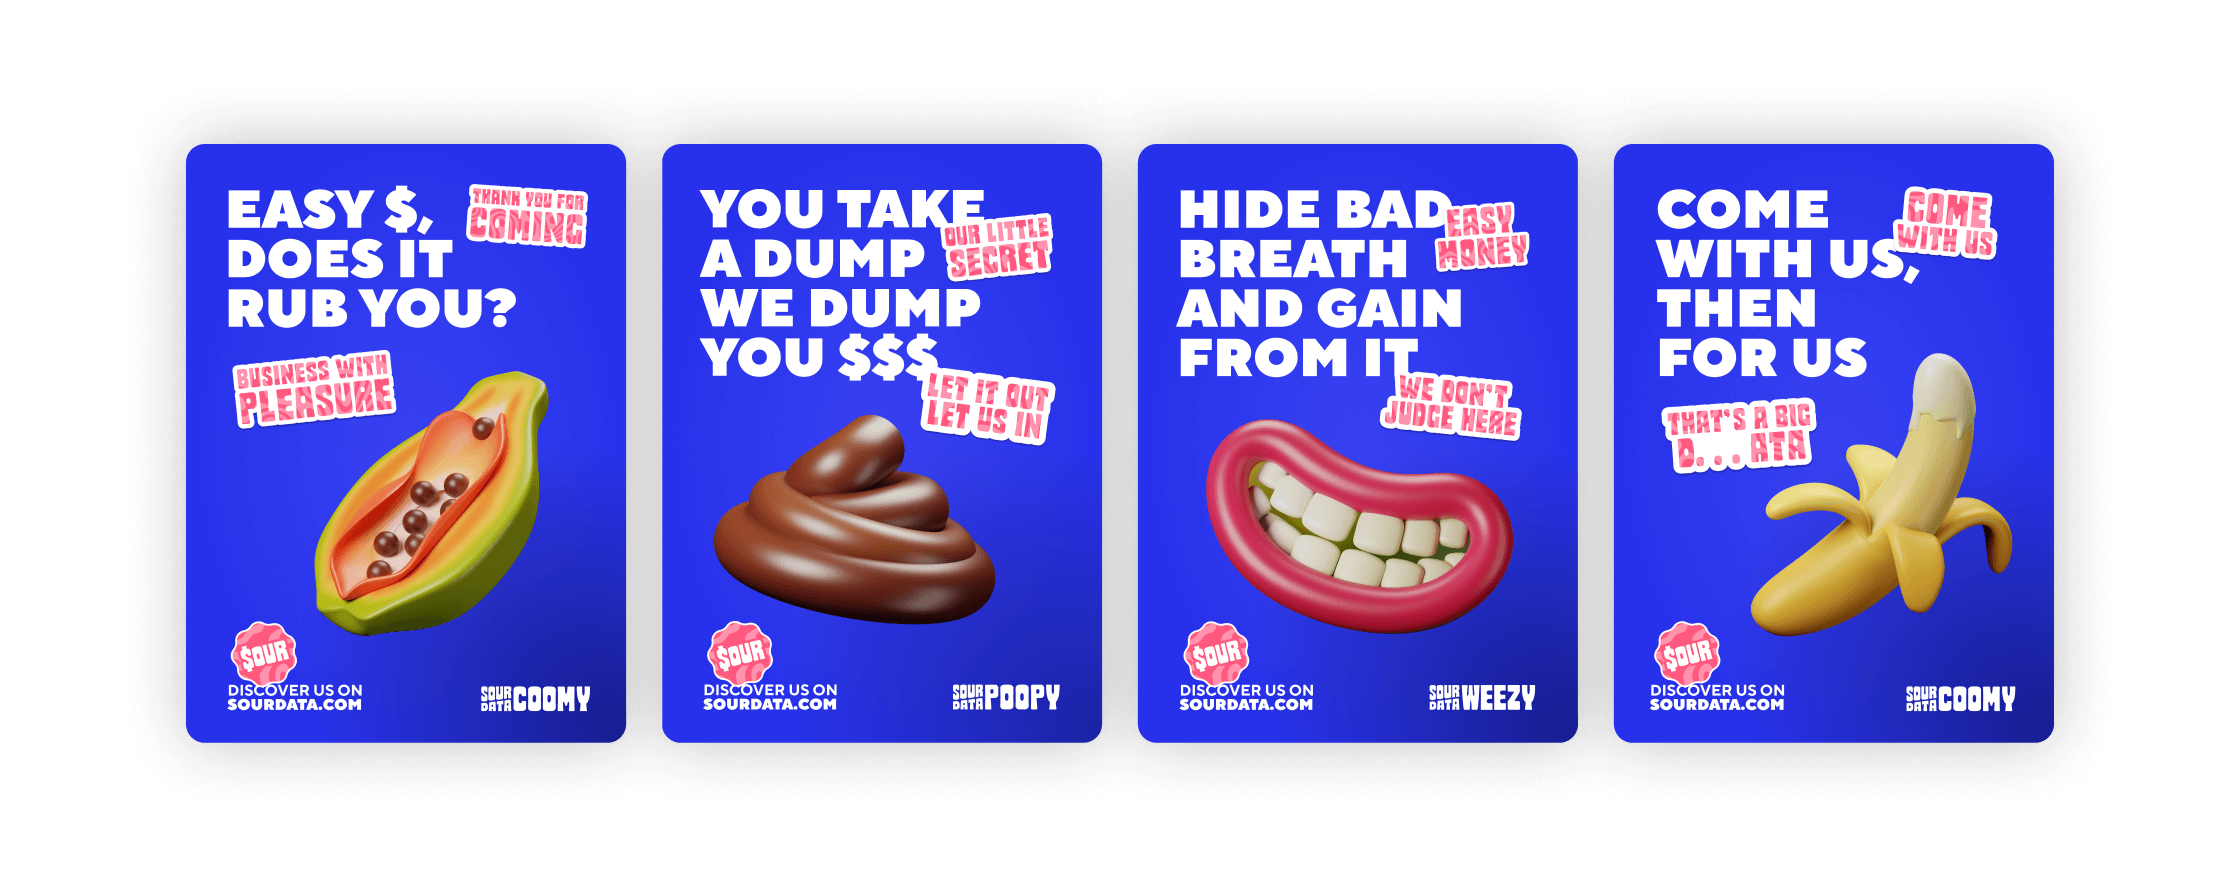 EASY $,
DOES IT
RUB YOU?
THANK YOU FOR
COMING
BUSINESS WITH
PLEASURE
$OUR
DISCOVER US ON
SOURDATA.COM
SOUR
DATA
COOMY
YOU TAKE
A DUMP
WE DUMP
YOU $$$
OUR LITTLE
SECRET
LET IT OUT
LET US IN
$OUR
DISCOVER US ON
SOURDATA.COM
SOUR
DATA
POOPY
HIDE BAD
BREATH
AND GAIN
FROM IT
EASY
MONEY
WE DON'T
JUDGE HERE
$OUR
DISCOVER US ON
SOURDATA.COM
SOUR
DATA
WEEZY
COME
WITH US,
THEN
FOR US
COME
WITH US
THAT'S A BIG
D...ATA
$OUR
DISCOVER US ON
SOURDATA.COM
SOUR
DATA
COOMY